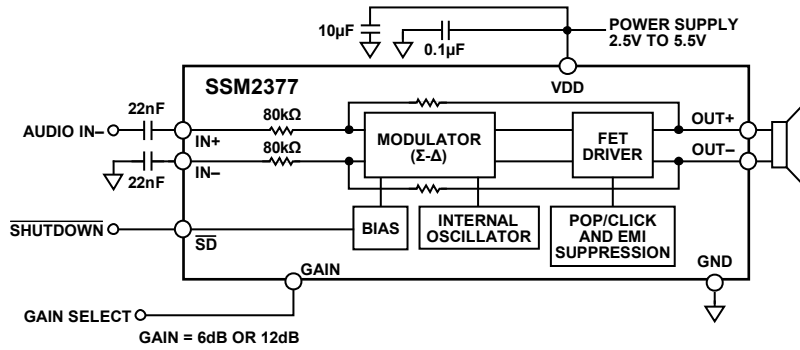 10µF
0.1µF
POWER SUPPLY
2.5V TO 5.5V
SSM2377
VDD
22nF
AUDIO IN–
IN+
80kΩ
80kΩ
IN–
22nF
MODULATOR
(Σ-Δ)
FET
DRIVER
OUT+
OUT–
SHUTDOWN
SD
BIAS
INTERNAL
OSCILLATOR
POP/CLICK
AND EMI
SUPPRESSION
GAIN
GND
GAIN SELECT
GAIN = 6dB OR 12dB